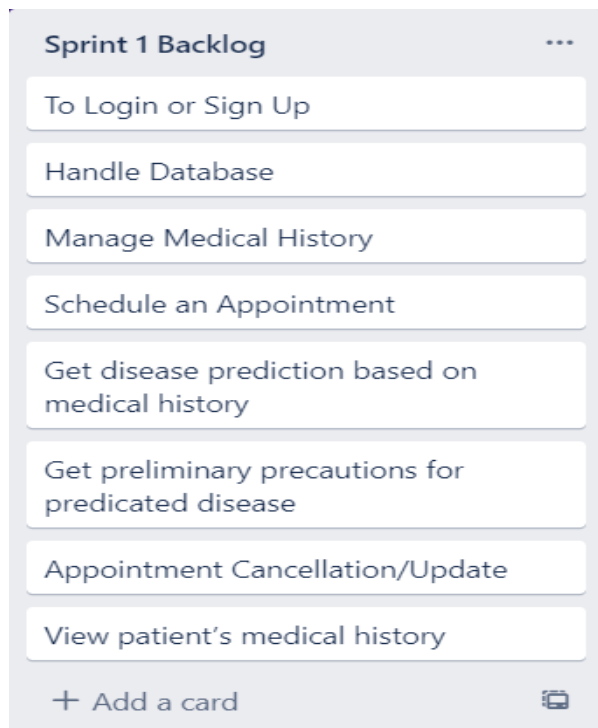 Sprint 1 Backlog
To Login or Sign Up
Handle Database
Manage Medical History
Schedule an Appointment
Get disease prediction based on
medical history
Get preliminary precautions for
predicated disease
Appointment Cancellation/Update
View patient's medical history
+ Add a card